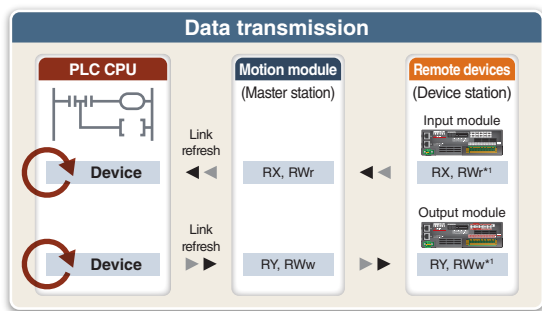 Data transmission
PLC CPU
Motion module
(Master station)
Remote devices
(Device station)
Input module
Link
refresh
Device
RX, RWr
RX, RWr*1
Output module
Link
refresh
Device
RY, RWw
RY, RWw*1